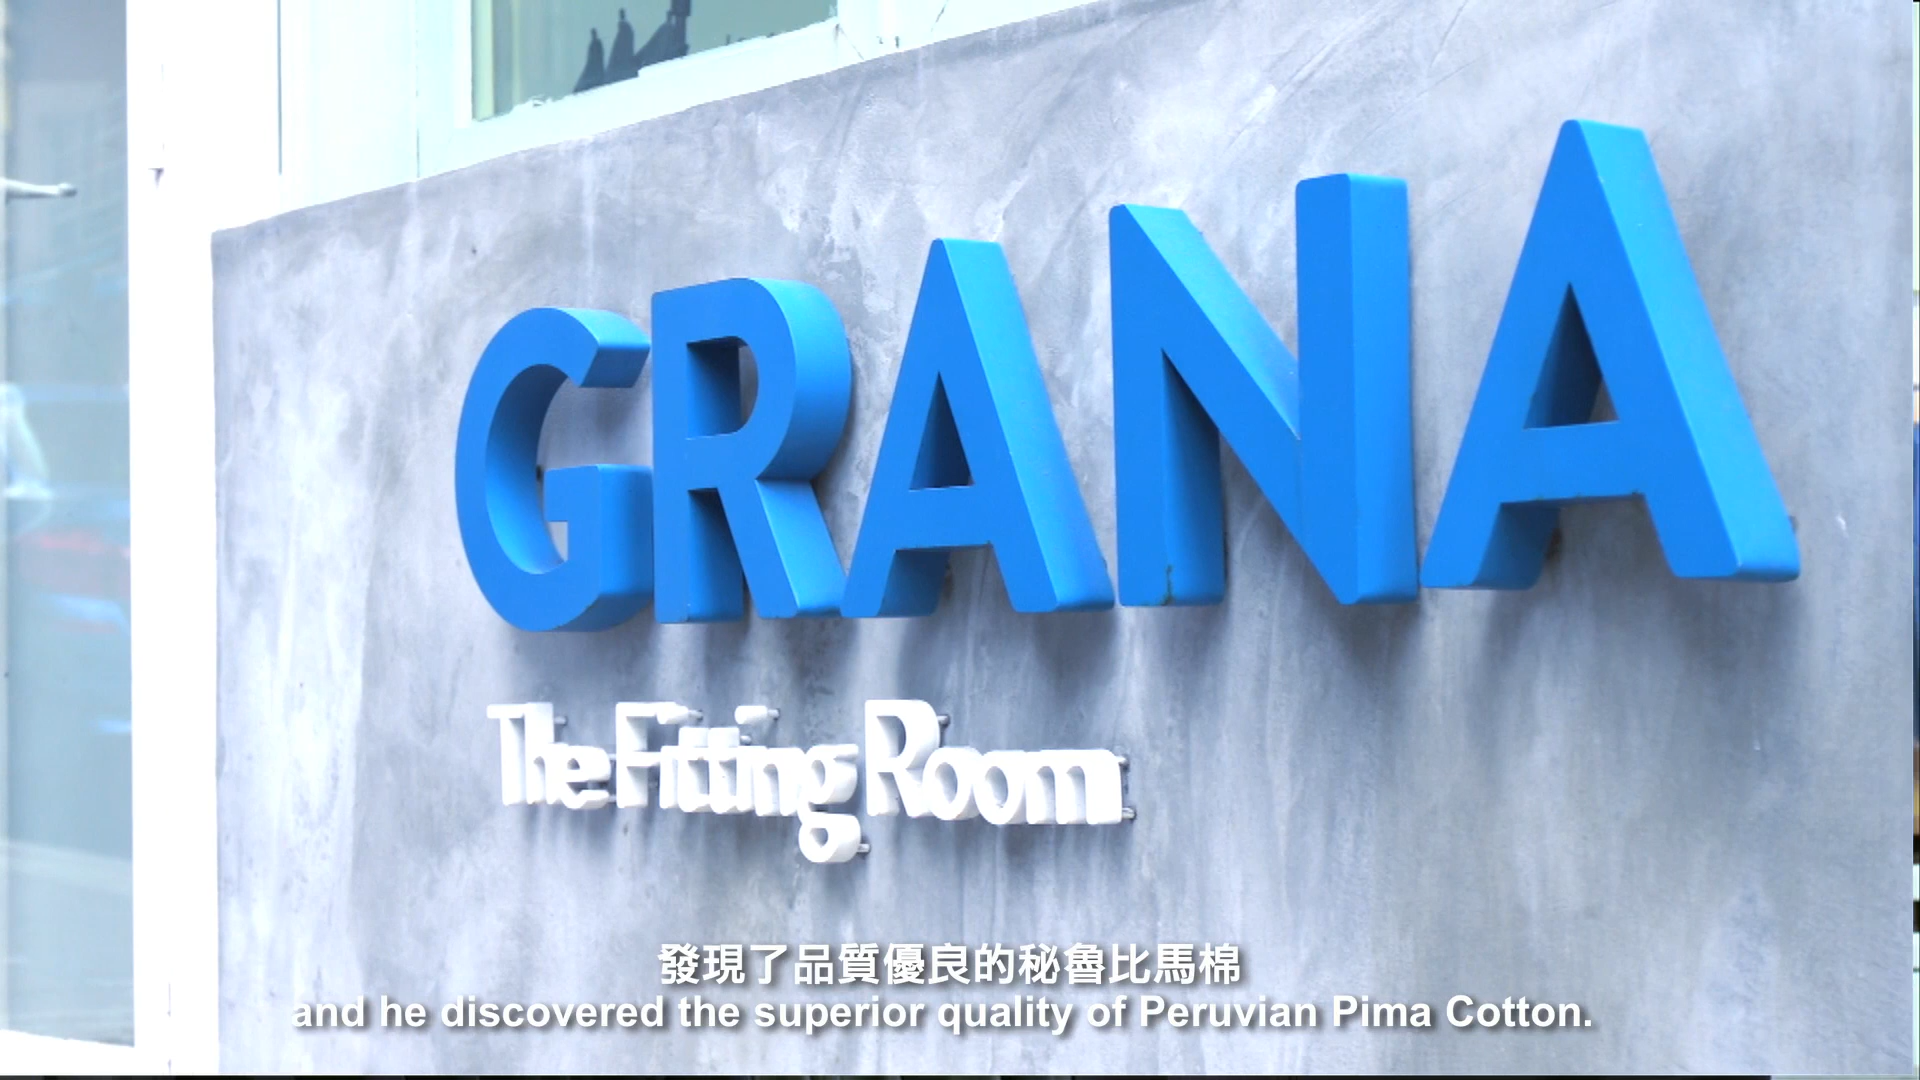 GRANA
The Fitting Room
發現了品質優良的秘魯比馬棉
and he discovered the superior quality of Peruvian Pima Cotton.